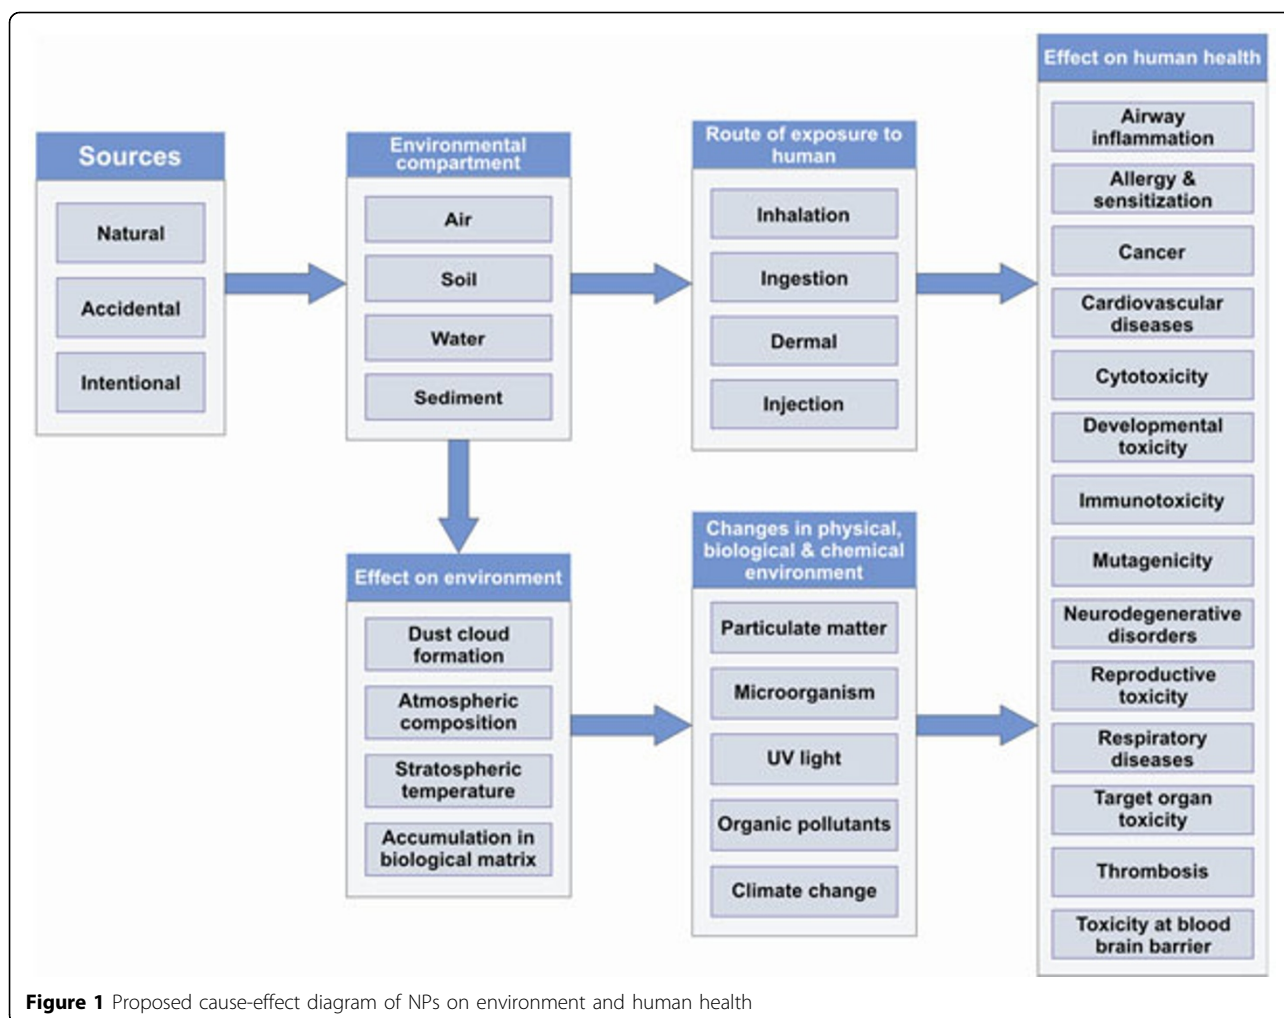 Sources
Natural
Accidental
Intentional
Environmental
compartment
Air
Soil
Water
Sediment
Route of exposure to
human
Inhalation
Ingestion
Dermal
Injection
Effect on environment
Dust cloud
formation
Atmospheric
composition
Stratospheric
temperature
Accumulation in
biological matrix
Changes in physical,
biological & chemical
environment
Particulate matter
Microorganism
UV light
Organic pollutants
Climate change
Effect on human health
Airway
inflammation
Allergy &
sensitization
Cancer
Cardiovascular
diseases
Cytotoxicity
Developmental
toxicity
Immunotoxicity
Mutagenicity
Neurodegenerative
disorders
Reproductive
toxicity
Respiratory
diseases
Target organ
toxicity
Thrombosis
Toxicity at blood
brain barrier
Figure 1 Proposed cause-effect diagram of NPs on environment and human health